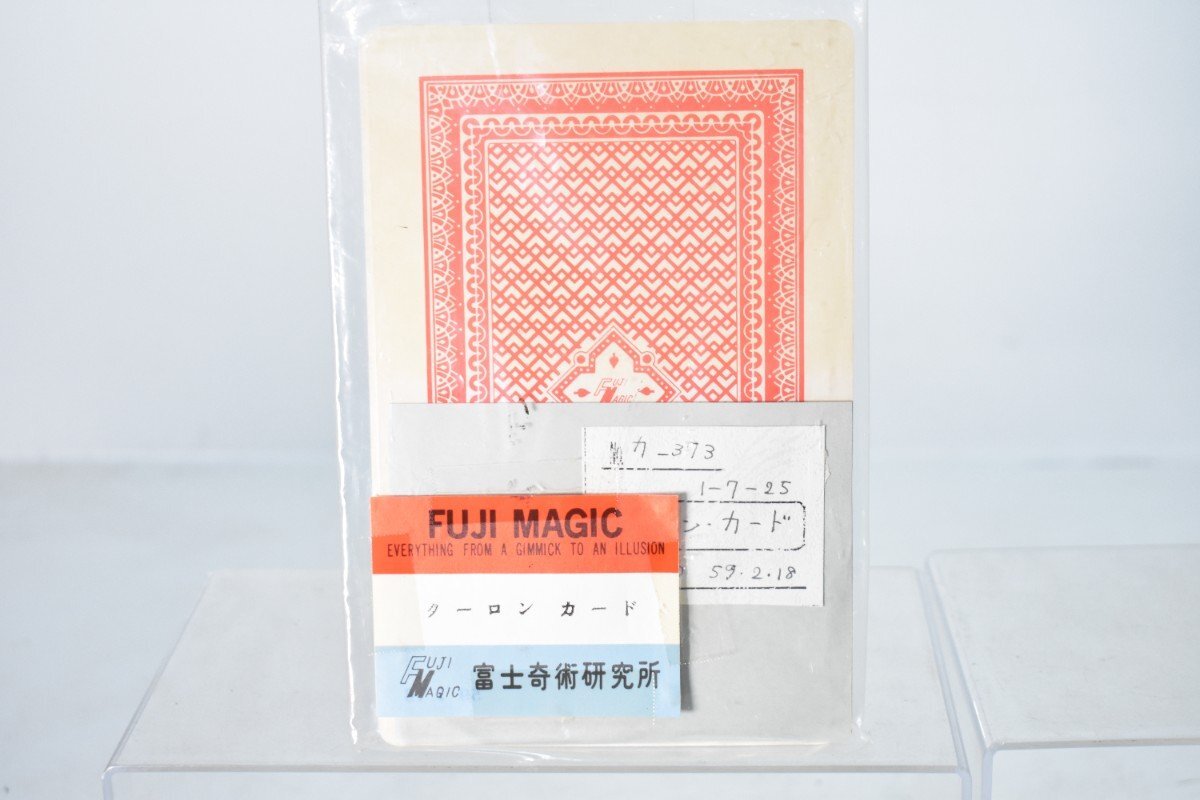 FUJI
MAGIC
No. カ-373
1-7-25
ン・カード
59.2.18
FUJI MAGIC
EVERYTHING FROM A GIMMICK TO AN ILLUSION
ターロン カード
FUJI
MAGIC
富士奇術研究所